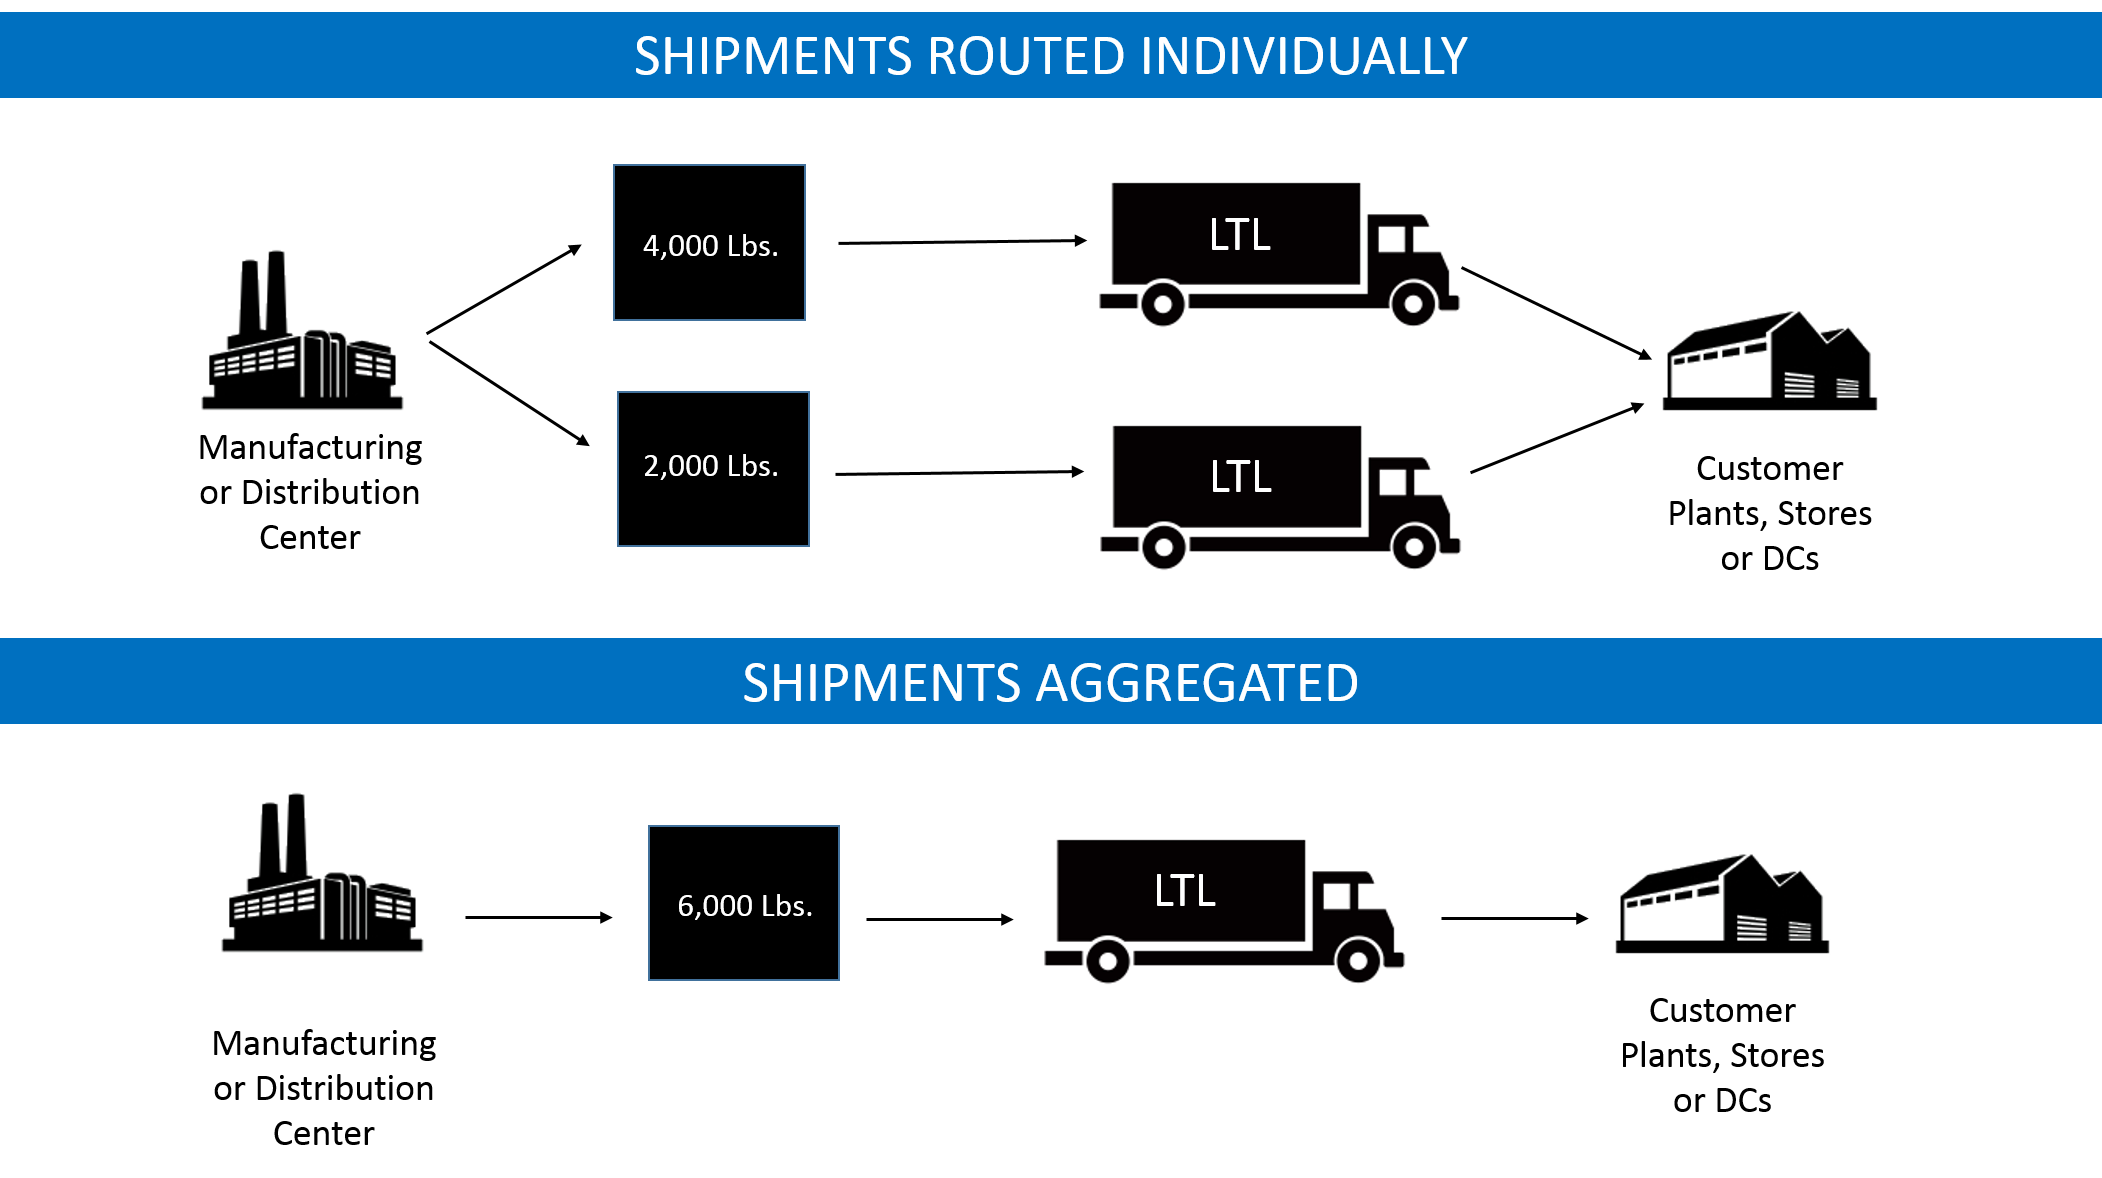 SHIPMENTS ROUTED INDIVIDUALLY
4,000 Lbs.
LTL
2,000 Lbs.
LTL
Manufacturing
or Distribution
Center
Customer
Plants, Stores
or DCs
SHIPMENTS AGGREGATED
6,000 Lbs.
LTL
Manufacturing
or Distribution
Center
Customer
Plants, Stores
or DCs